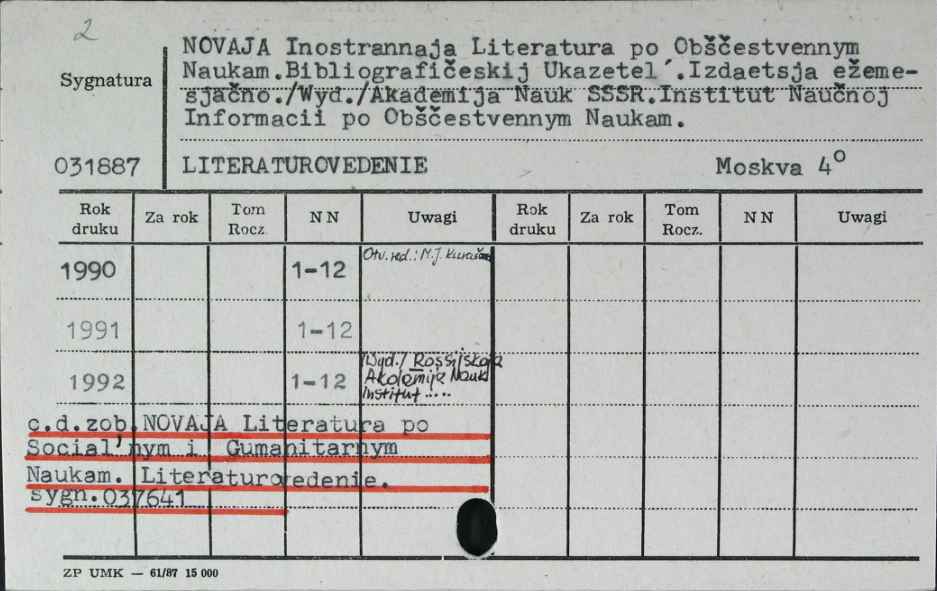 2
NOVAJA Inostrannaja Literatura po Obščestvennym
Sygnatura
Naukam.Bibliografičeskij Ukazetel´.Izdaetsja ežeme-
sjačno./Wyd./Akademija Nauk SSSR.Institut Naučnoj
Informacii po Obščestvennym Naukam.
031887 LITERATUROVEDENIE Moskva 4°
Rok druku Za rok Tom Rocz. NN Uwagi Rok druku Za rok Tom Rocz. NN Uwagi
1990 1-12 Otv. red.: M.J.
1991 1-12
1992 1-12 /Wyd./ Rossijskaja
Akademija Nauk
Institut ....
c.d.zob.NOVAJA Literatura po
Social'nym i Gumanitarnym
Naukam. Literaturovedenie.
sygn.037641
ZP UMK — 61/87 15 000